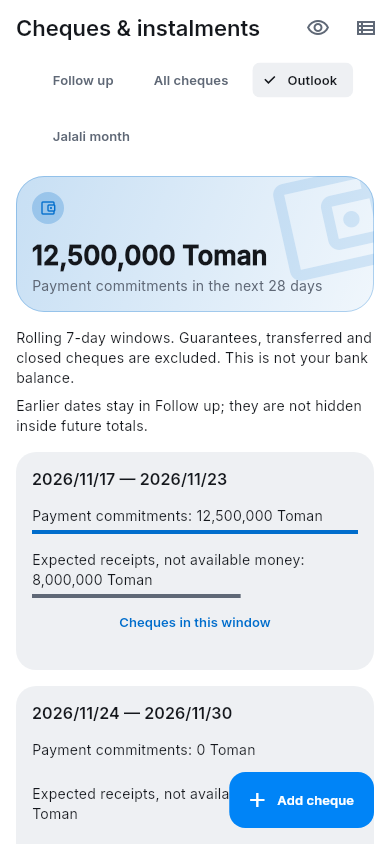 Cheques & instalments
Follow up
All cheques
Outlook
Jalali month
12,500,000 Toman
Payment commitments in the next 28 days
Rolling 7-day windows. Guarantees, transferred and
closed cheques are excluded. This is not your bank
balance.
Earlier dates stay in Follow up; they are not hidden
inside future totals.
2026/11/17 — 2026/11/23
Payment commitments: 12,500,000 Toman
Expected receipts, not available money:
8,000,000 Toman
Cheques in this window
2026/11/24 — 2026/11/30
Payment commitments: 0 Toman
Expected receipts, not
Toman
Add cheque